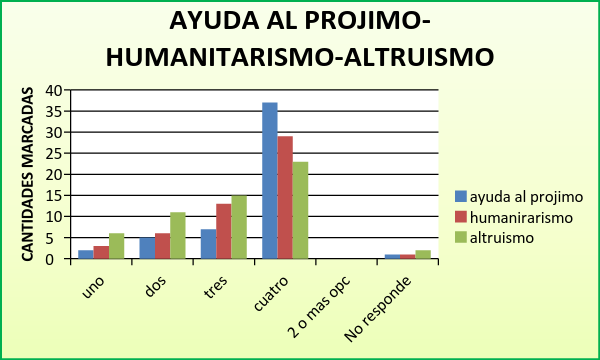 AYUDA AL PROJIMO-
HUMANITARISMO-ALTRUISMO
CANTIDADES MARCADAS
40
35
30
25
20
15
10
5
0
uno
dos
tres
cuatro
2 o mas opc
No responde
ayuda al projimo
humanirarismo
altruismo